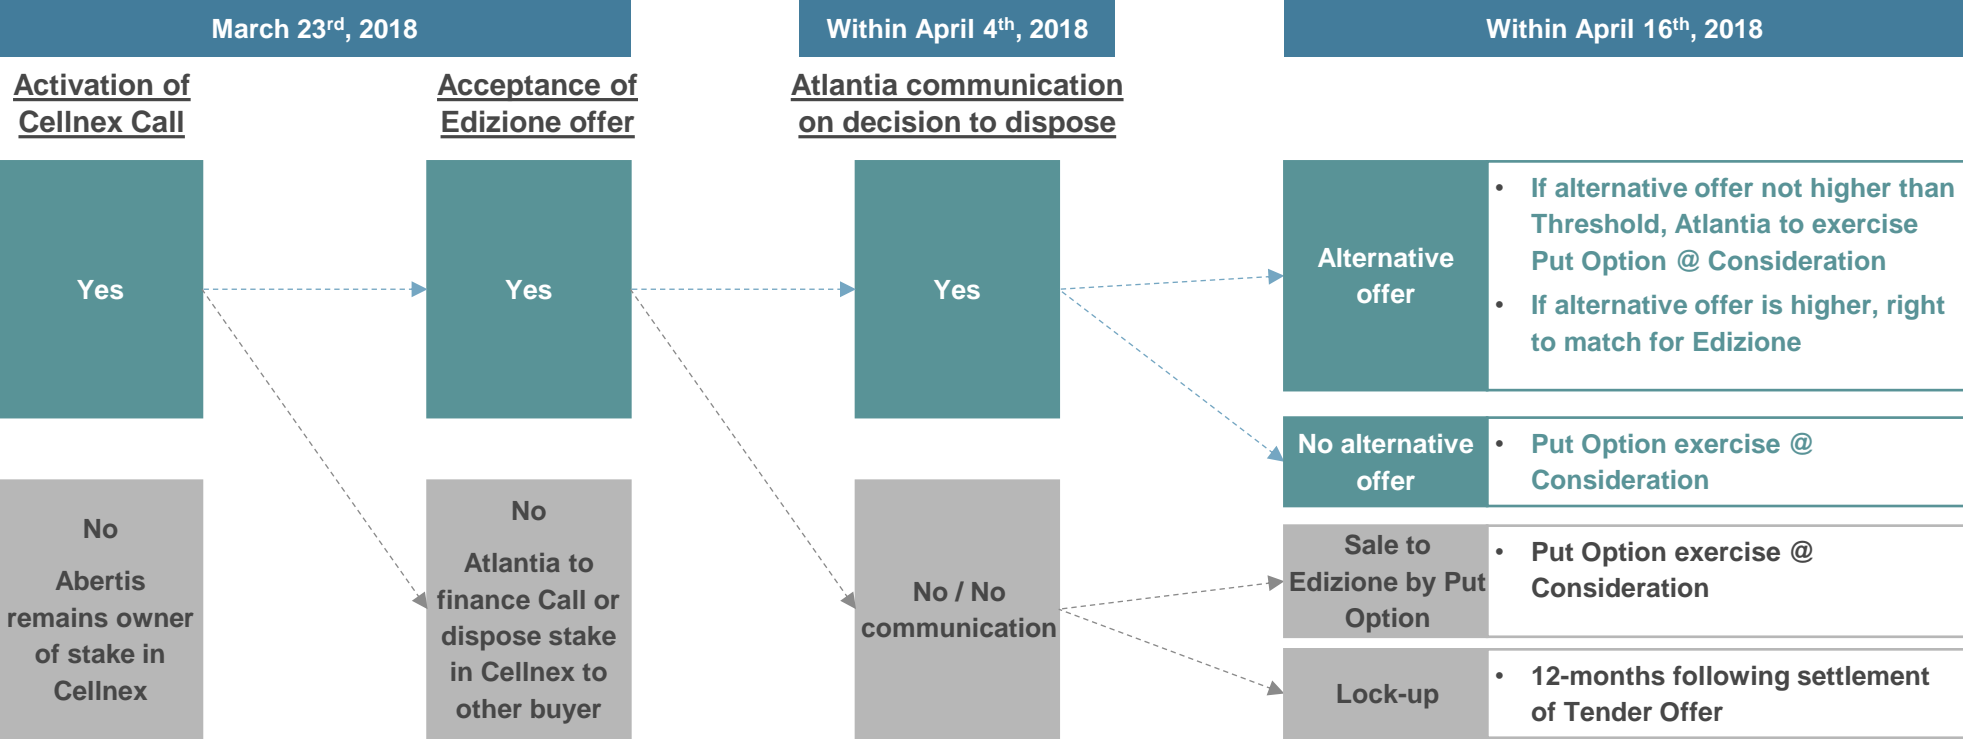 March 23rd, 2018
Within April 4th, 2018
Within April 16th, 2018
Activation of
Cellnex Call
Acceptance of
Edizione offer
Atlantia communication
on decision to dispose
Yes
Yes
Yes
Alternative
offer
• If alternative offer not higher than
Threshold, Atlantia to exercise
Put Option @ Consideration
• If alternative offer is higher, right
to match for Edizione
No alternative
offer
• Put Option exercise @
Consideration
No
Abertis
remains owner
of stake in
Cellnex
No
Atlantia to
finance Call or
dispose stake
in Cellnex to
other buyer
No / No
communication
Sale to
Edizione by Put
Option
• Put Option exercise @
Consideration
Lock-up
• 12-months following settlement
of Tender Offer